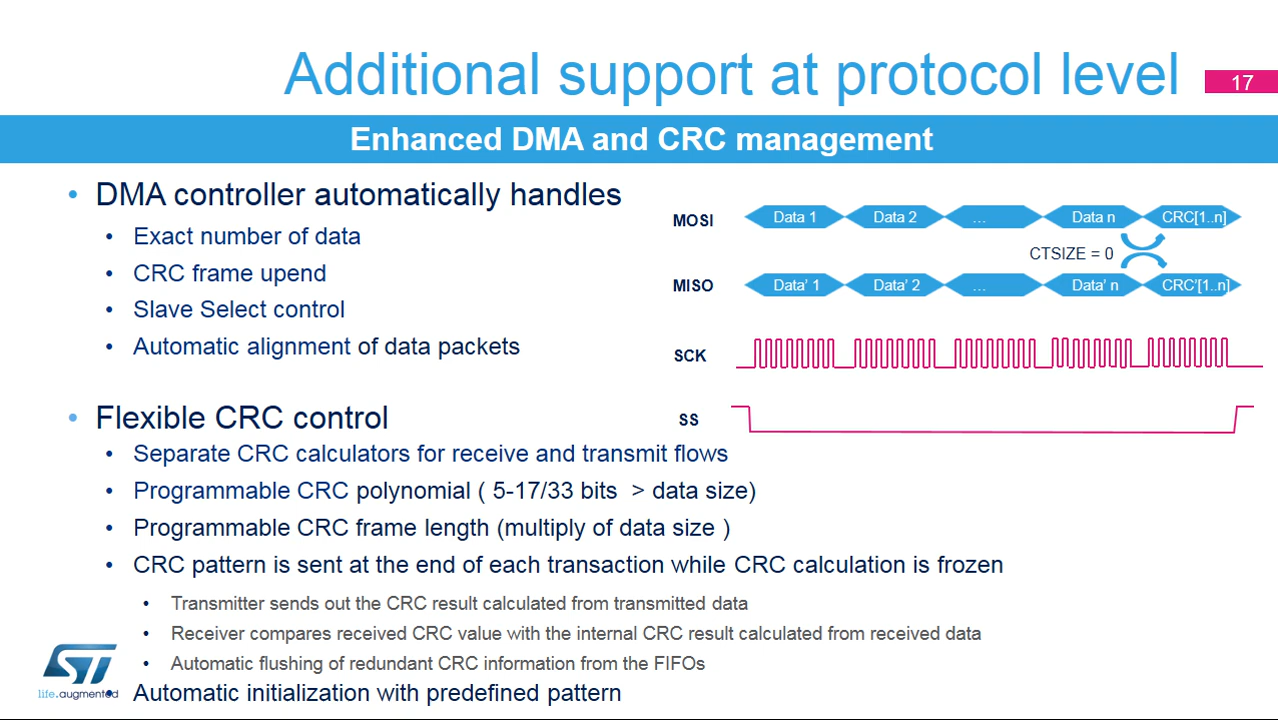 Additional support at protocol level
17
Enhanced DMA and CRC management
• DMA controller automatically handles
• Exact number of data
• CRC frame upend
• Slave Select control
• Automatic alignment of data packets
• Flexible CRC control
• Separate CRC calculators for receive and transmit flows
• Programmable CRC polynomial ( 5-17/33 bits > data size)
• Programmable CRC frame length (multiply of data size )
• CRC pattern is sent at the end of each transaction while CRC calculation is frozen
• Transmitter sends out the CRC result calculated from transmitted data
• Receiver compares received CRC value with the internal CRC result calculated from received data
• Automatic flushing of redundant CRC information from the FIFOs
• Automatic initialization with predefined pattern
MOSI Data 1 Data 2 ... Data n CRC[1..n]
CTSIZE = 0
MISO Data' 1 Data' 2 ... Data' n CRC'[1..n]
SCK
SS
ST
life.augmented